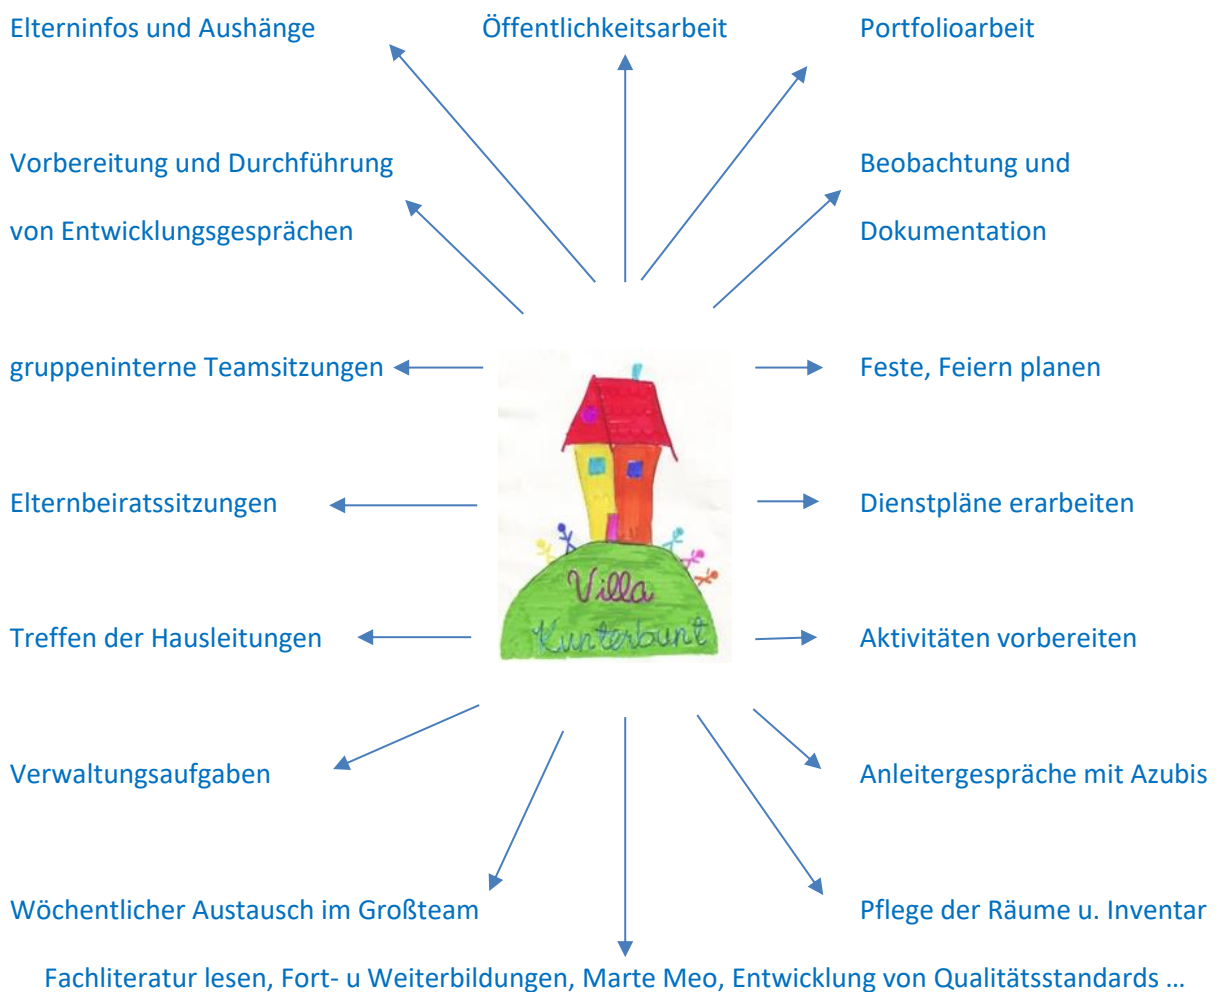 Elterninfos und Aushänge
Öffentlichkeitsarbeit
Portfolioarbeit
Vorbereitung und Durchführung
von Entwicklungsgesprächen
Beobachtung und
Dokumentation
gruppeninterne Teamsitzungen
Feste, Feiern planen
Elternbeiratssitzungen
Dienstpläne erarbeiten
Villa
Kunterbunt
Treffen der Hausleitungen
Aktivitäten vorbereiten
Verwaltungsaufgaben
Anleitergespräche mit Azubis
Wöchentlicher Austausch im Großteam
Pflege der Räume u. Inventar
Fachliteratur lesen, Fort- u Weiterbildungen, Marte Meo, Entwicklung von Qualitätsstandards ...